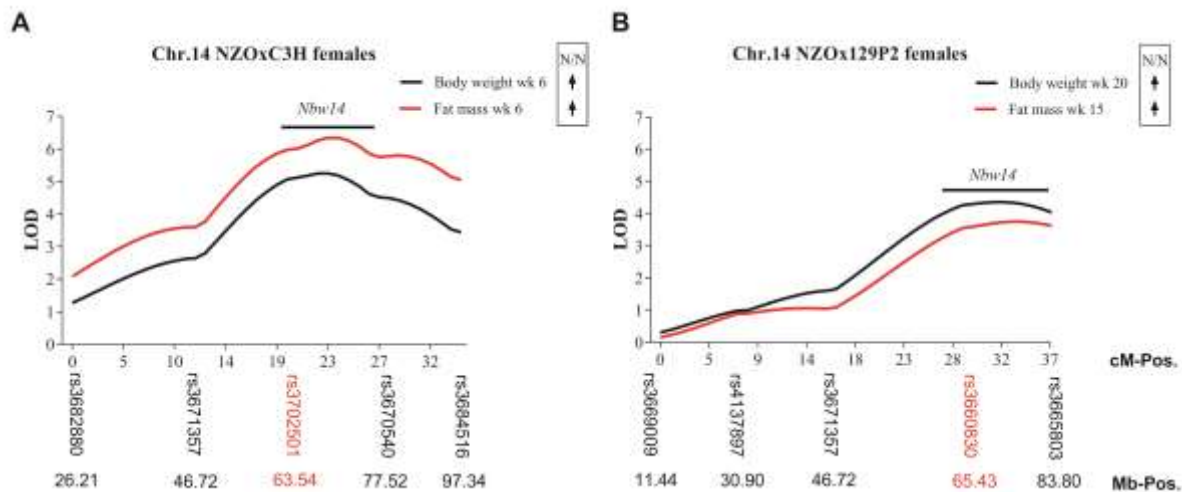 A
Chr.14 NZOxC3H females
N/N
Body weight wk 6
Fat mass wk 6
Nbw14
LOD
7
6
5
4
3
2
1
0
0 5 10 14 19 23 27 32
rs3682880 rs3671357 rs3702501 rs3670540 rs3684516
26.21 46.72 63.54 77.52 97.34
B
Chr.14 NZOx129P2 females
N/N
Body weight wk 20
Fat mass wk 15
Nbw14
LOD
7
6
5
4
3
2
1
0
0 5 9 14 18 23 28 32 37 cM-Pos.
rs3669009 rs4137897 rs3671357 rs3660830 rs3665803
11.44 30.90 46.72 65.43 83.80 Mb-Pos.